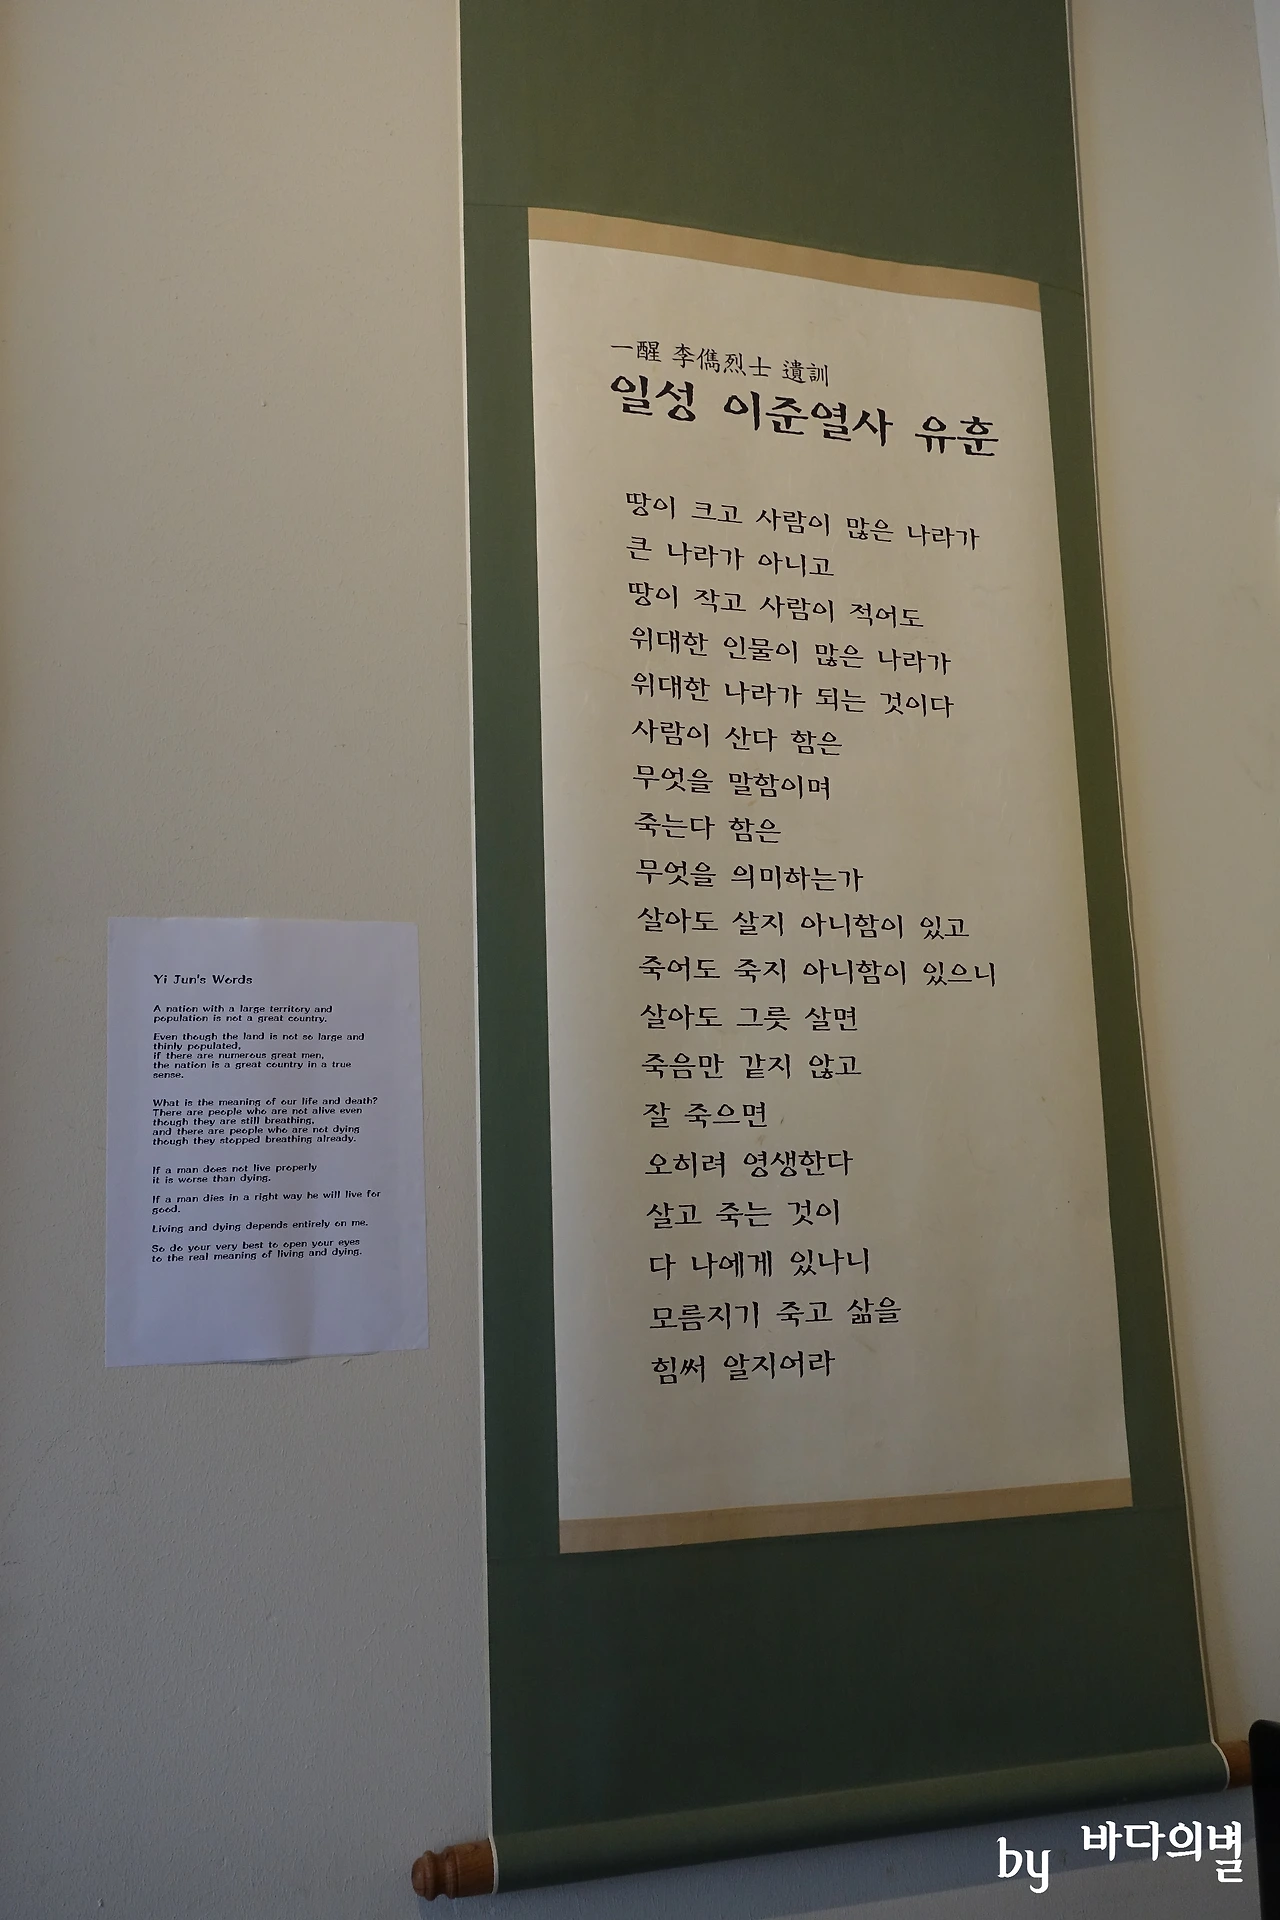 一醒 李儁烈士 遺訓
일성 이준열사 유훈
땅이 크고 사람이 많은 나라가
큰 나라가 아니고
땅이 작고 사람이 적어도
위대한 인물이 많은 나라가
위대한 나라가 되는 것이다
사람이 산다 함은
무엇을 말함이며
죽는다 함은
무엇을 의미하는가
살아도 살지 아니함이 있고
죽어도 죽지 아니함이 있으니
살아도 그릇 살면
죽음만 같지 않고
잘 죽으면
오히려 영생한다
살고 죽는 것이
다 나에게 있나니
모름지기 죽고 삶을
힘써 알지어라
Yi Jun's Words
A nation with a large territory and
population is not a great country.
Even though the land is not so large and
thinly populated,
if there are numerous great men,
the nation is a great country in a true
sense.
What is the meaning of our life and death?
There are people who are not alive even
though they are still breathing,
and there are people who are not dying
though they stopped breathing already.
If a man does not live properly
it is worse than dying.
If a man dies in a right way he will live for
good.
Living and dying depends entirely on me.
So do your very best to open your eyes
to the real meaning of living and dying.
by 바다의별